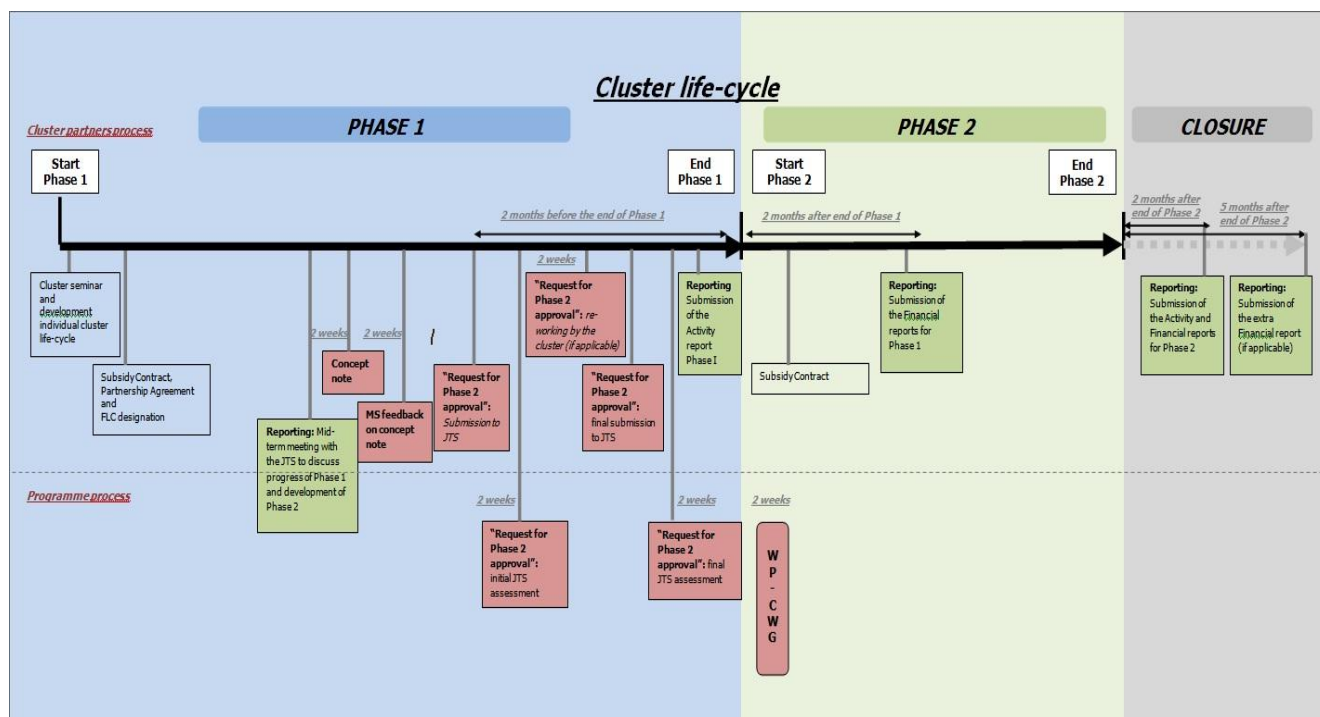 Cluster life-cycle
PHASE 1
PHASE 2
CLOSURE
Cluster partners process
Start
Phase 1
End
Phase 1
Start
Phase 2
End
Phase 2
2 months before the end of Phase 1
2 months after end of Phase 1
2 months after
end of Phase 2
5 months after
end of Phase 2
Cluster seminar
and
development
individual cluster
life-cycle
Subsidy Contract,
Partnership Agreement
and
FLC designation
Reporting: Mid-
term meeting with
the JTS to discuss
progress of Phase 1
and development of
Phase 2
2 weeks
Concept
note
2 weeks
MS feedback
on concept
note
"Request for
Phase 2
approval":
Submission to
JTS
2 weeks
"Request for
Phase 2
approval": re-
working by the
cluster (if applicable)
"Request for
Phase 2
approval":
final submission
to JTS
Reporting
Submission
of the
Activity
report
Phase I
Subsidy Contract
Reporting:
Submission of
the Financial
reports for
Phase 1
Reporting:
Submission of
the Activity and
Financial reports
for Phase 2
Reporting:
Submission of
the extra
Financial report
(if applicable)
Programme process
2 weeks
"Request for
Phase 2
approval":
initial JTS
assessment
2 weeks
"Request for
Phase 2
approval": final
JTS assessment
2 weeks
W
P
-
C
W
G